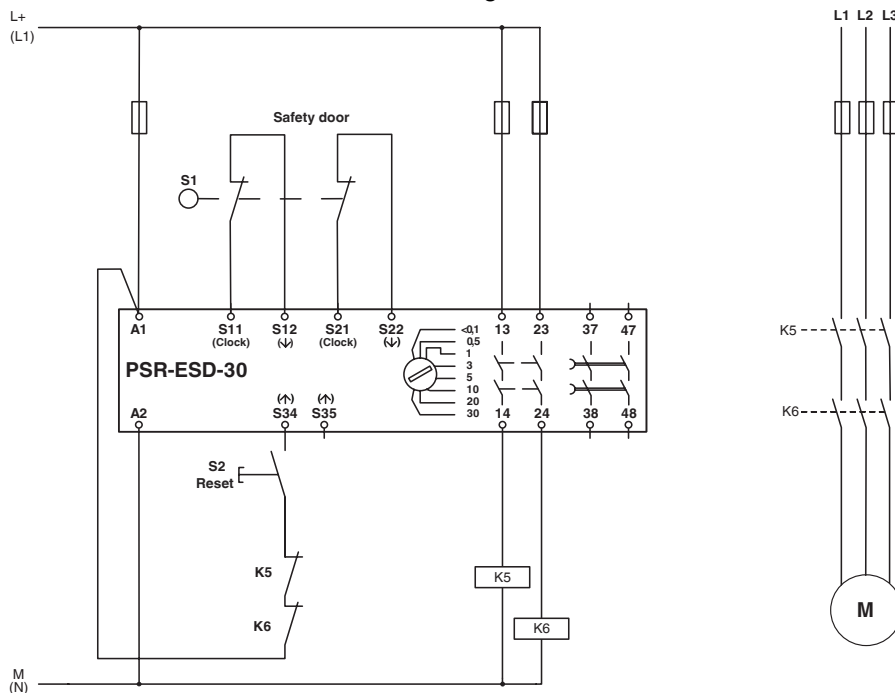 L+
(L1)
L1 L2 L3
Safety door
S1
A1 S11 S12 S21 S22 13 23 37 47
(Clock) (Clock)
<0,1
0,5
1
3
5
10
20
30
PSR-ESD-30
A2 S34 S35 14 24 38 48
K5
K6
S2
Reset
K5
K6
K5
K6
M
M
(N)